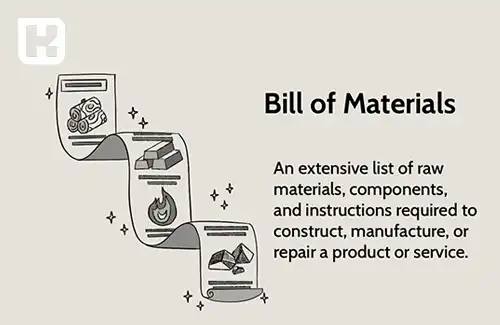 Bill of Materials
An extensive list of raw
materials, components,
and instructions required to
construct, manufacture, or
repair a product or service.